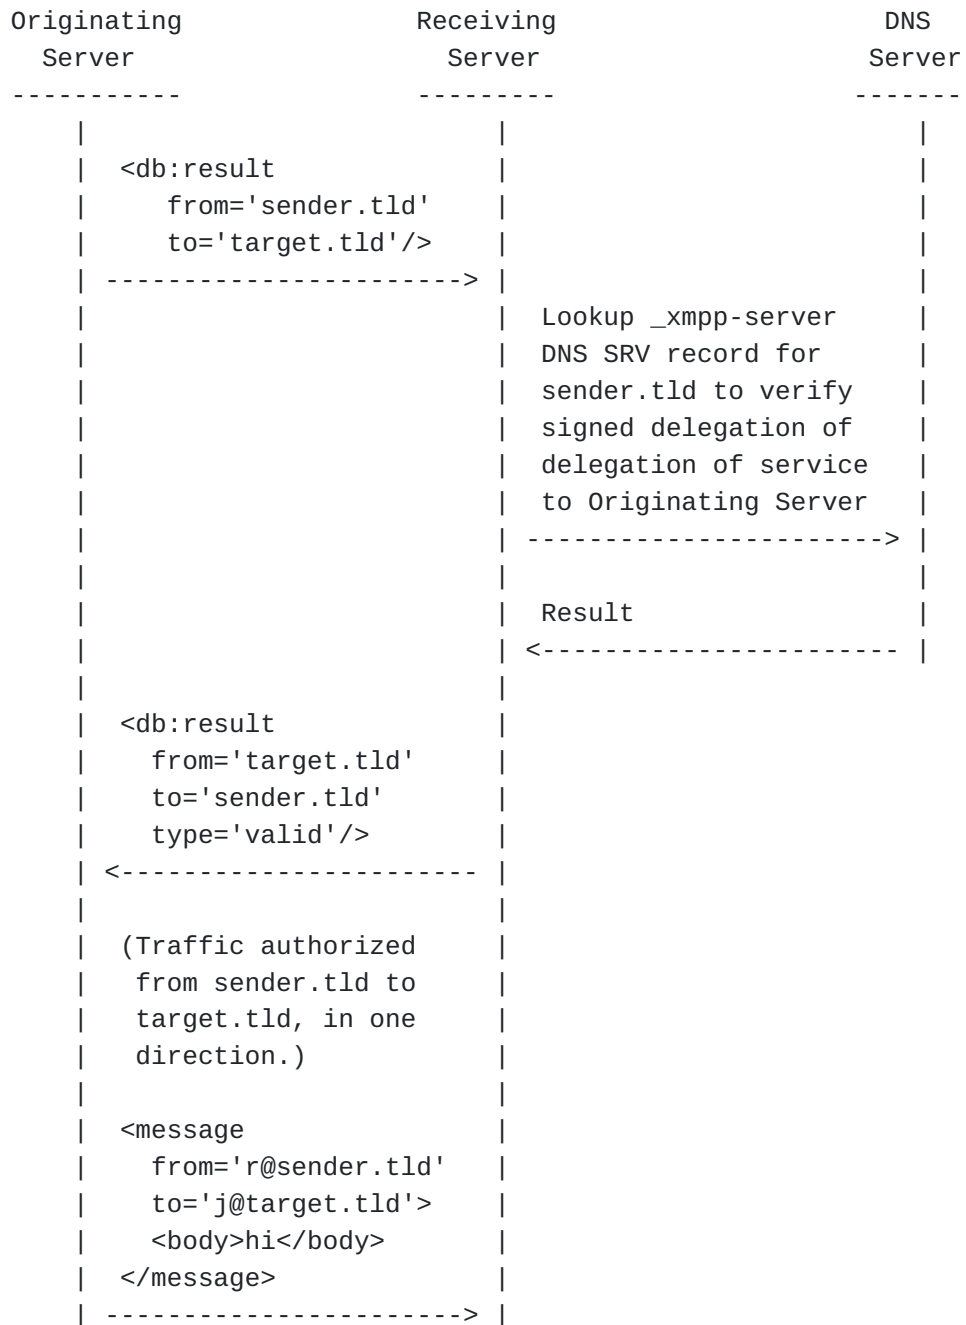 Originating               Receiving                     DNS
  Server                    Server                     Server
-----------               ---------                   -------
    |                          |                          |
    |  <db:result              |                          |
    |     from='sender.tld'    |                          |
    |     to='target.tld'/>    |                          |
    | -----------------------> |                          |
    |                          |  Lookup _xmpp-server     |
    |                          |  DNS SRV record for      |
    |                          |  sender.tld to verify    |
    |                          |  signed delegation of    |
    |                          |  delegation of service   |
    |                          |  to Originating Server   |
    |                          | -----------------------> |
    |                          |                          |
    |                          |  Result                  |
    |                          | <----------------------- |
    |                          |
    |  <db:result              |
    |    from='target.tld'     |
    |    to='sender.tld'       |
    |    type='valid'/>        |
    | <----------------------- |
    |                          |
    |  (Traffic authorized     |
    |   from sender.tld to     |
    |   target.tld, in one     |
    |   direction.)            |
    |                          |
    |  <message                |
    |    from='r@sender.tld'   |
    |    to='j@target.tld'>    |
    |    <body>hi</body>       |
    |  </message>              |
    | -----------------------> |